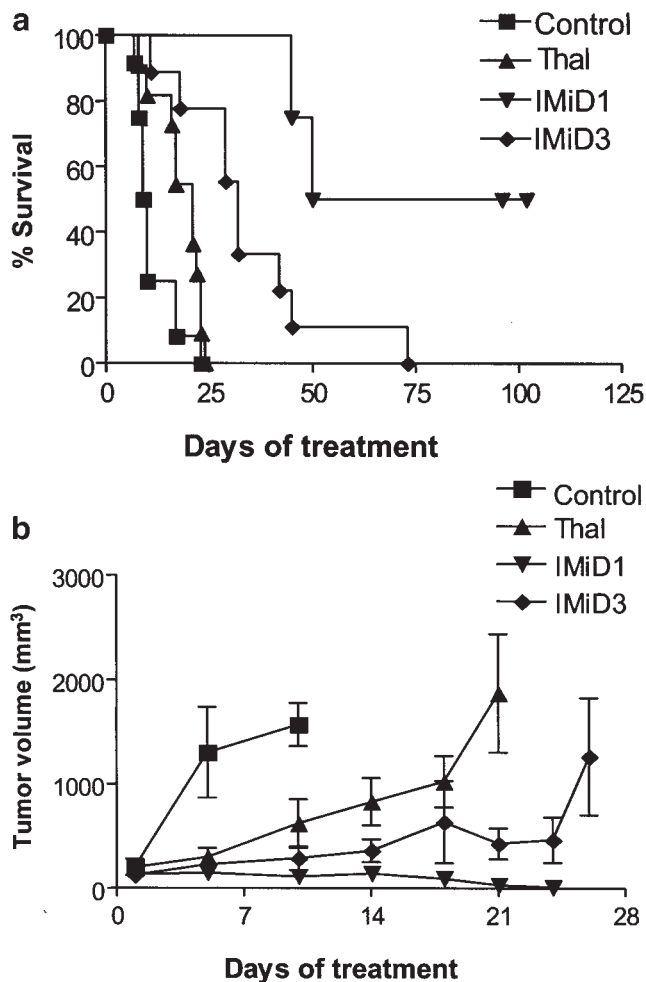 a
Control
Thal
IMiD1
IMiD3
% Survival
100
80
60
40
20
0
0 25 50 75 100 125
Days of treatment
b
Control
Thal
IMiD1
IMiD3
Tumor volume (mm³)
3000
2000
1000
0
0 7 14 21 28
Days of treatment